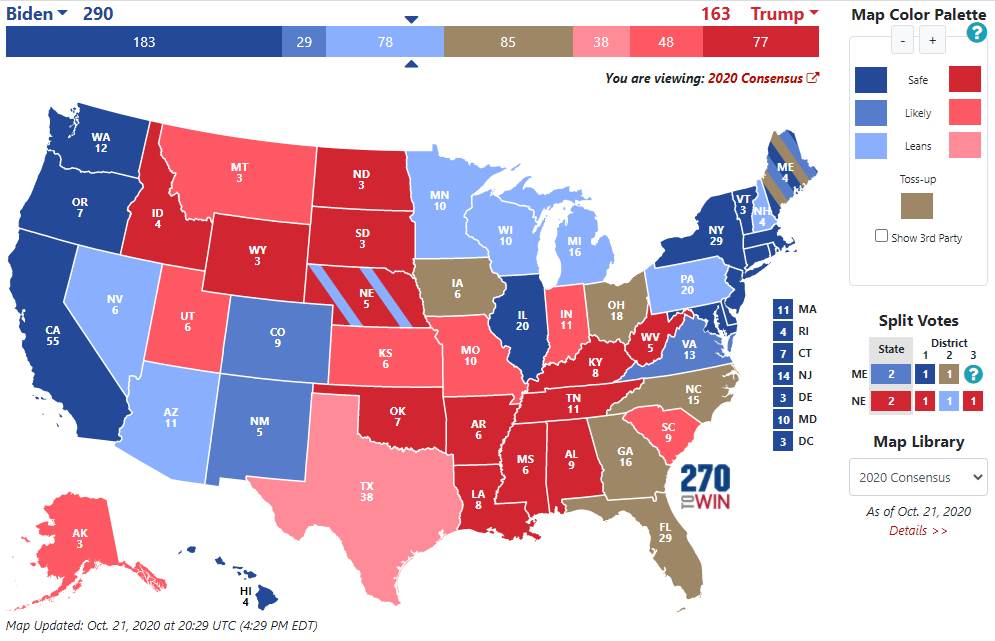 Biden 290
163 Trump
183 29 78 85 38 48 77
You are viewing: 2020 Consensus
Map Color Palette
- +
?
Safe
Likely
Leans
Toss-up
Show 3rd Party
WA
12
OR
7
CA
55
NV
6
ID
4
MT
3
WY
3
UT
6
AZ
11
CO
9
NM
5
ND
3
SD
3
NE
5
KS
6
OK
7
TX
38
MN
10
IA
6
MO
10
AR
6
LA
8
WI
10
IL
20
MI
16
IN
11
OH
18
KY
8
TN
11
MS
6
AL
9
GA
16
FL
29
SC
9
NC
15
VA
13
WV
5
PA
20
NY
29
VT
3
NH
4
ME
4
AK
3
HI
4
11 MA
4 RI
7 CT
14 NJ
3 DE
10 MD
3 DC
270
TO WIN
Split Votes
State District
1 2 3
ME 2 1 1 ?
NE 2 1 1 1
Map Library
2020 Consensus
As of Oct. 21, 2020
Details >>
Map Updated: Oct. 21, 2020 at 20:29 UTC (4:29 PM EDT)